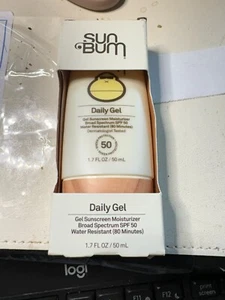 SUN
BUM
Daily Gel
Gel Sunscreen Moisturizer
Broad Spectrum SPF 50
Water Resistant (80 Minutes)
Dermatologist Tested
50
1.7 FL OZ / 50 mL
Daily Gel
Gel Sunscreen Moisturizer
Broad Spectrum SPF 50
Water Resistant (80 Minutes)
1.7 FL OZ / 50 mL
logi